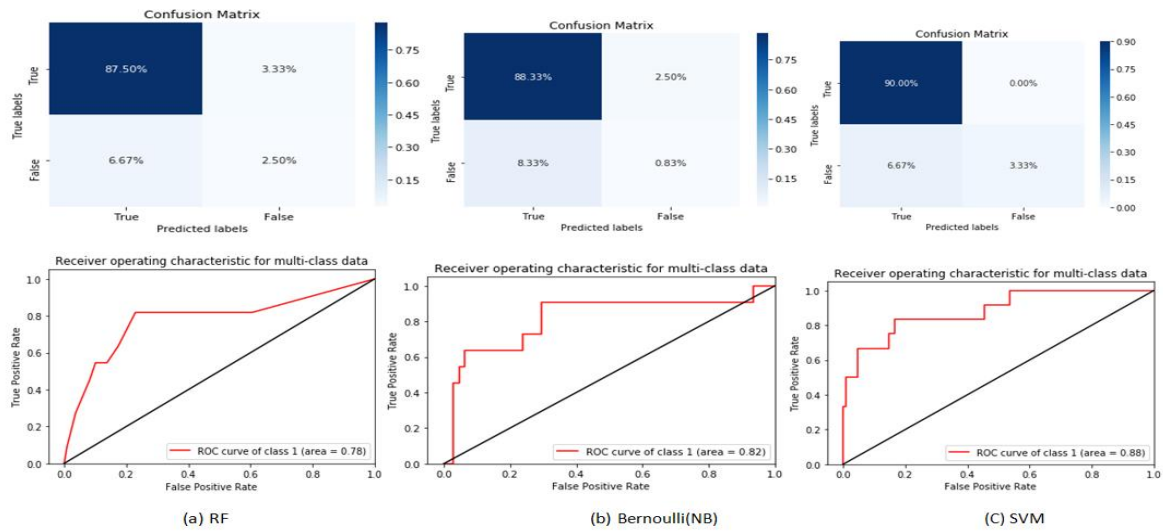 Confusion Matrix
True labels
True
False
87.50%
3.33%
6.67%
2.50%
True
False
Predicted labels
0.75
0.60
0.45
0.30
0.15
Confusion Matrix
True labels
True
False
88.33%
2.50%
8.33%
0.83%
True
False
Predicted labels
0.75
0.60
0.45
0.30
0.15
Confusion Matrix
True labels
True
False
90.00%
0.00%
6.67%
3.33%
True
False
Predicted labels
0.90
0.75
0.60
0.45
0.30
0.15
0.00
Receiver operating characteristic for multi-class data
True Positive Rate
1.0
0.8
0.6
0.4
0.2
0.0
ROC curve of class 1 (area = 0.78)
0.0
0.2
0.4
0.6
0.8
1.0
False Positive Rate
Receiver operating characteristic for multi-class data
True Positive Rate
1.0
0.8
0.6
0.4
0.2
0.0
ROC curve of class 1 (area = 0.82)
0.0
0.2
0.4
0.6
0.8
1.0
False Positive Rate
Receiver operating characteristic for multi-class data
True Positive Rate
1.0
0.8
0.6
0.4
0.2
0.0
ROC curve of class 1 (area = 0.88)
0.0
0.2
0.4
0.6
0.8
1.0
False Positive Rate
(a) RF
(b) Bernoulli(NB)
(C) SVM